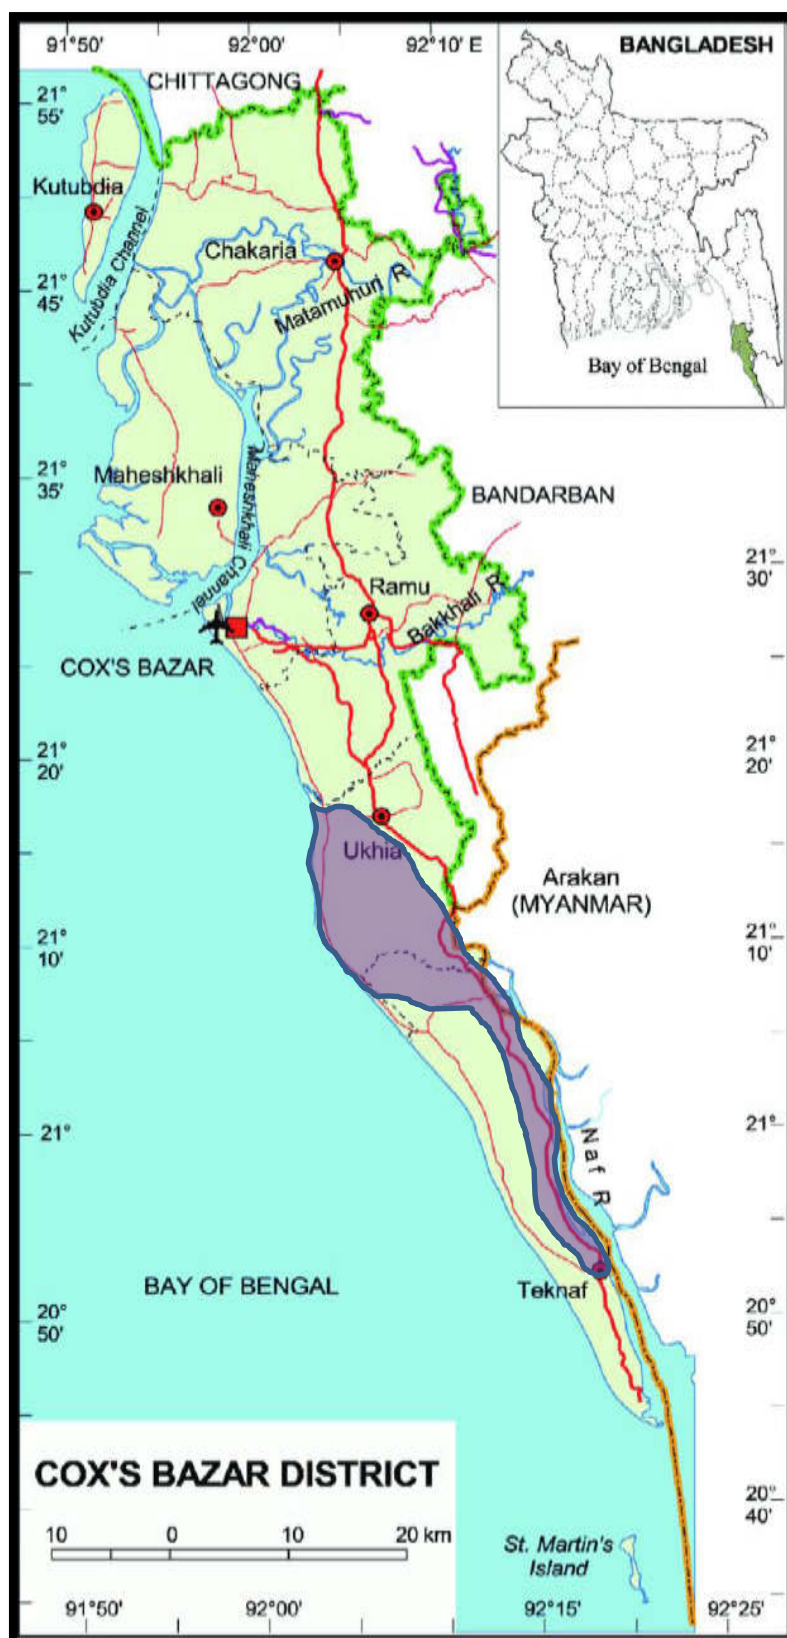 91°50'
92°00'
92°10' E
BANGLADESH
CHITTAGONG
21°
55'
Kutubdia
Kutubdia Channel
Chakaria
21°
45'
Matamuhuri R
Bay of Bengal
Maheshkhali
21°
35'
Maheshkhali Channel
BANDARBAN
21°
30'
Ramu
Bakkhali R
COX'S BAZAR
21°
20'
21°
20'
Ukhia
Arakan
(MYANMAR)
21°
10'
21°
10'
21°
21°
Naf R
BAY OF BENGAL
Teknaf
20°
50'
20°
50'
COX'S BAZAR DISTRICT
20°
40'
10 0 10 20 km
St. Martin's
Island
91°50'
92°00'
92°15'
92°25'